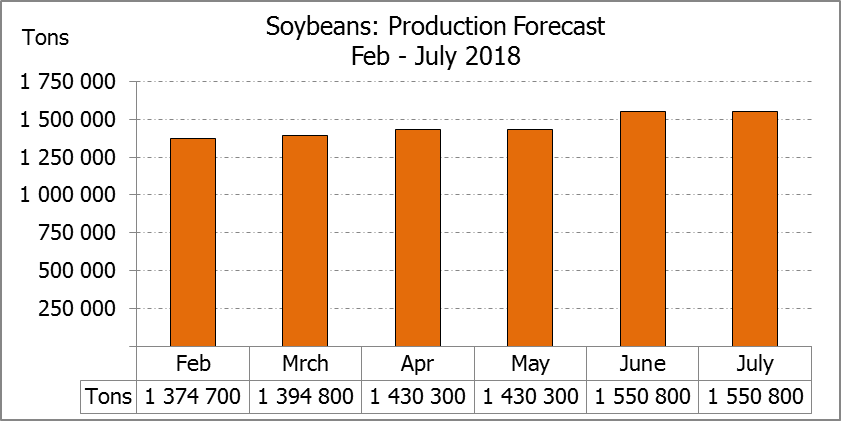 Soybeans: Production Forecast
Feb - July 2018
Tons
1 750 000
1 500 000
1 250 000
1 000 000
750 000
500 000
250 000
Feb Mrch Apr May June July
Tons 1 374 700 1 394 800 1 430 300 1 430 300 1 550 800 1 550 800